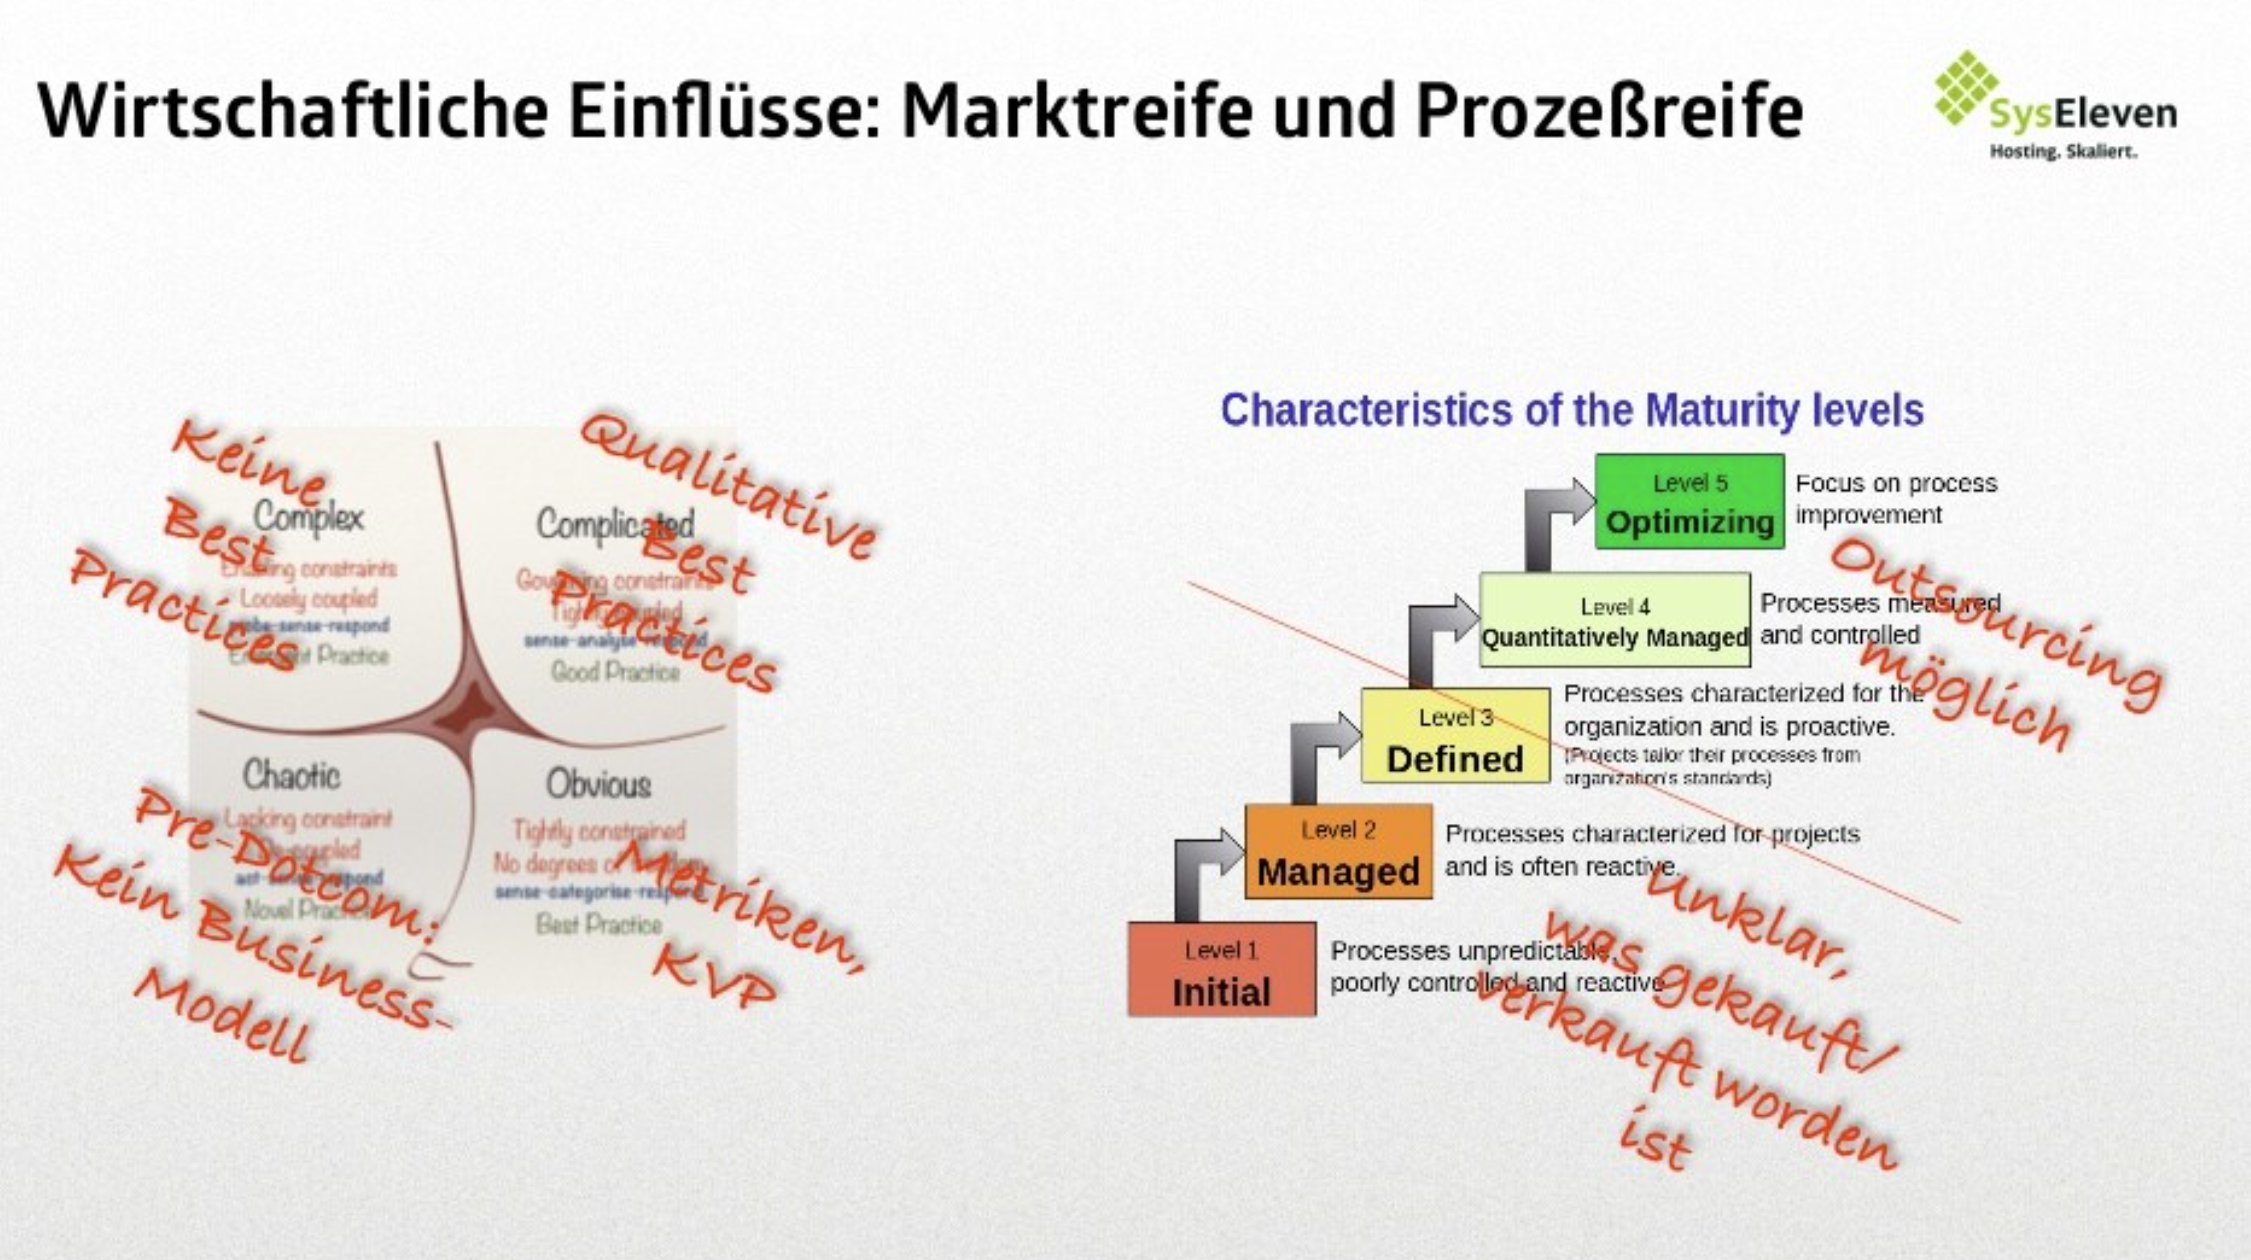 Wirtschaftliche Einflüsse: Marktreife und Prozeßreife
SysEleven
Hosting. Skaliert.
Keine
Best
Practices
Complex
constraints
Loosely coupled
probe-sense-respond
Practice
Qualitative
Best
Practices
Complicated
Governing constraints
Tightly coupled
sense-analyse-respond
Good Practice
Chaotic
Lacking constraint
act-sense-respond
Novel Practice
Pre-Dotcom:
Kein Business-
Modell
Obvious
Tightly constrained
No degrees of
sense-categorise-respond
Best Practice
Metriken,
KVP
Characteristics of the Maturity levels
Level 5
Optimizing
Focus on process
improvement
Level 4
Quantitatively Managed
Processes measured
and controlled
Level 3
Defined
Processes characterized for the
organization and is proactive.
(Projects tailor their processes from
organization's standards)
Level 2
Managed
Processes characterized for projects
and is often reactive.
Level 1
Initial
Processes unpredictable,
poorly controlled and reactive
Outsourcing
möglich
Unklar,
was gekauft/
verkauft worden
ist